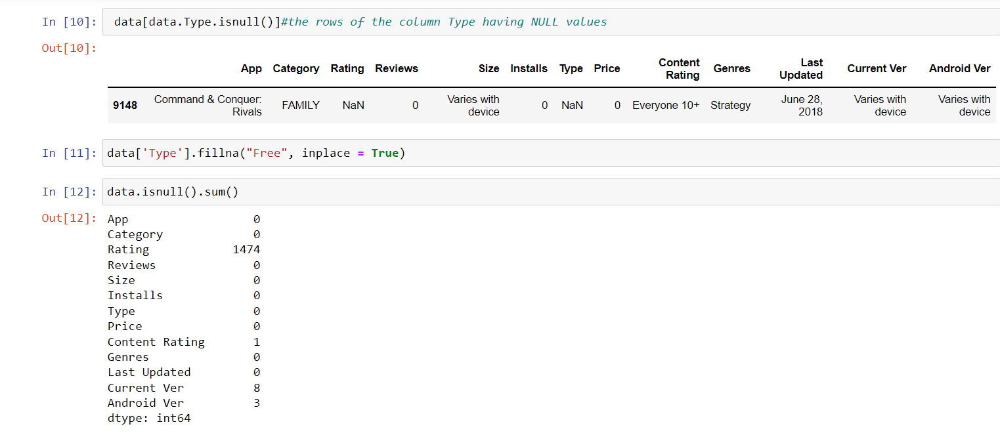 In [10]: data[data.Type.isnull()]#the rows of the column Type having NULL values
Out[10]:
App Category Rating Reviews Size Installs Type Price Content Rating Genres Last Updated Current Ver Android Ver
9148 Command & Conquer: Rivals FAMILY NaN 0 Varies with device 0 NaN 0 Everyone 10+ Strategy June 28, 2018 Varies with device Varies with device
In [11]: data['Type'].fillna("Free", inplace = True)
In [12]: data.isnull().sum()
Out[12]: App 0
Category 0
Rating 1474
Reviews 0
Size 0
Installs 0
Type 0
Price 0
Content Rating 1
Genres 0
Last Updated 0
Current Ver 8
Android Ver 3
dtype: int64